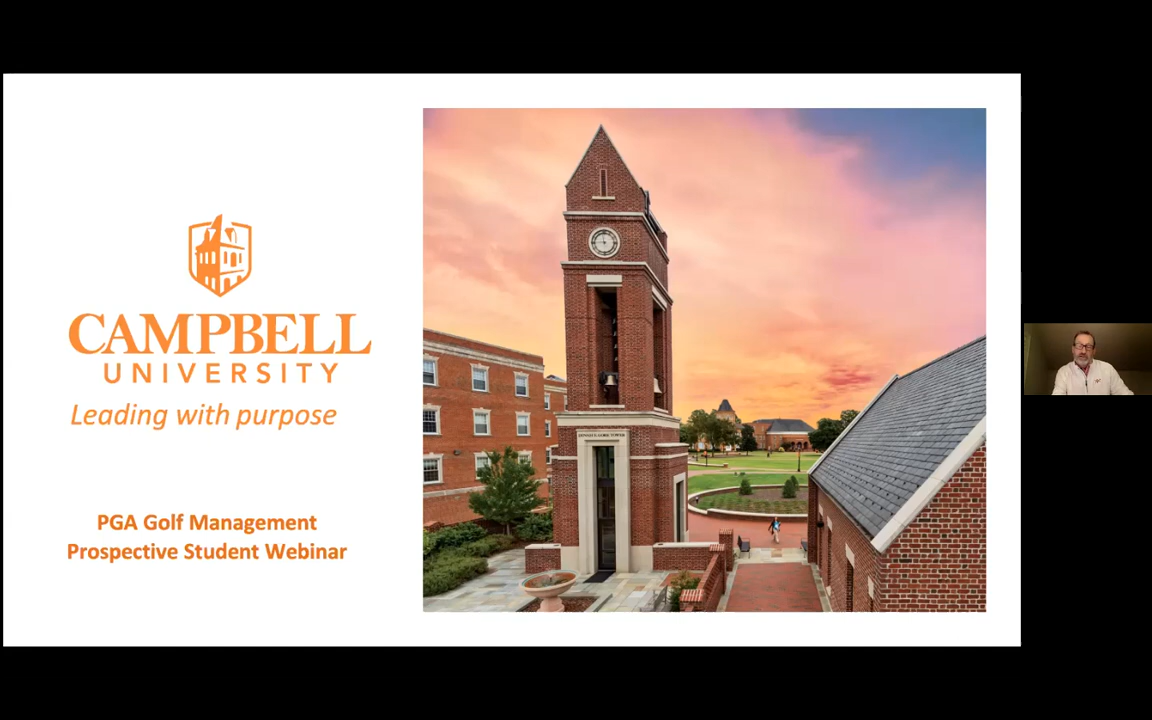 CAMPBELL
UNIVERSITY
Leading with purpose
PGA Golf Management
Prospective Student Webinar